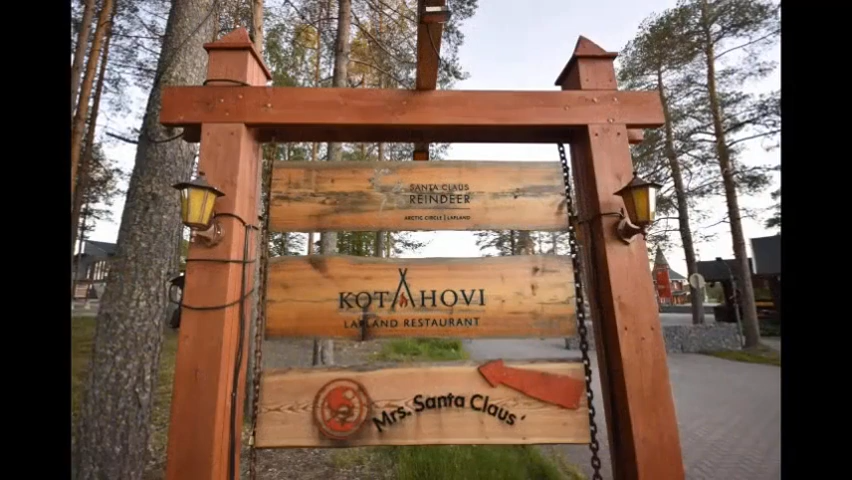 SANTA CLAUS
REINDEER
ARCTIC CIRCLE | LAPLAND
KOTAHOVI
LAPLAND RESTAURANT
Mrs. Santa Claus'